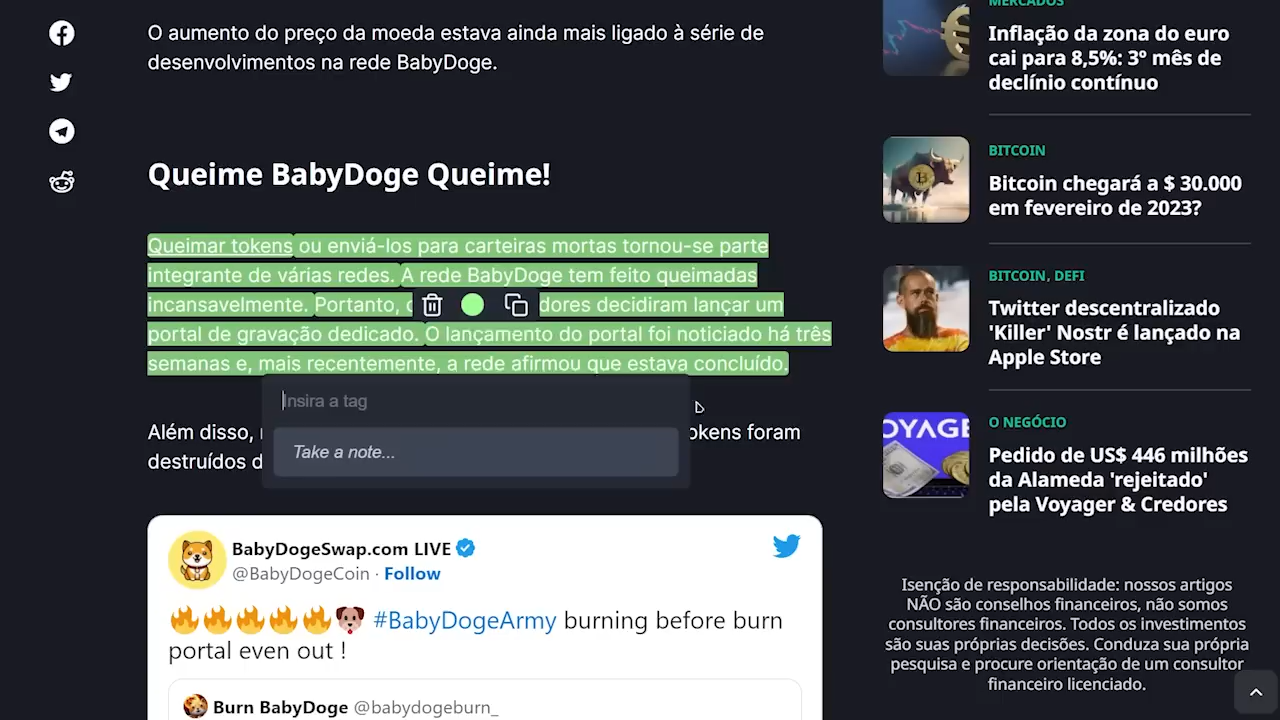 O aumento do preço da moeda estava ainda mais ligado à série de
desenvolvimentos na rede BabyDoge.
Queime BabyDoge Queime!
Queimar tokens ou enviá-los para carteiras mortas tornou-se parte
integrante de várias redes. A rede BabyDoge tem feito queimadas
incansavelmente. Portanto, dores decidiram lançar um
portal de gravação dedicado. O lançamento do portal foi noticiado há três
semanas e, mais recentemente, a rede afirmou que estava concluído.
Insira a tag
Take a note...
Além disso, okens foram
destruídos d
BabyDogeSwap.com LIVE
@BabyDogeCoin · Follow
#BabyDogeArmy burning before burn
portal even out !
Burn BabyDoge @babydogeburn_
MERCADOS
Inflação da zona do euro
cai para 8,5%: 3º mês de
declínio contínuo
BITCOIN
Bitcoin chegará a $ 30.000
em fevereiro de 2023?
BITCOIN, DEFI
Twitter descentralizado
'Killer' Nostr é lançado na
Apple Store
OYAGE
O NEGÓCIO
Pedido de US$ 446 milhões
da Alameda 'rejeitado'
pela Voyager & Credores
Isenção de responsabilidade: nossos artigos
NÃO são conselhos financeiros, não somos
consultores financeiros. Todos os investimentos
são suas próprias decisões. Conduza sua própria
pesquisa e procure orientação de um consultor
financeiro licenciado.